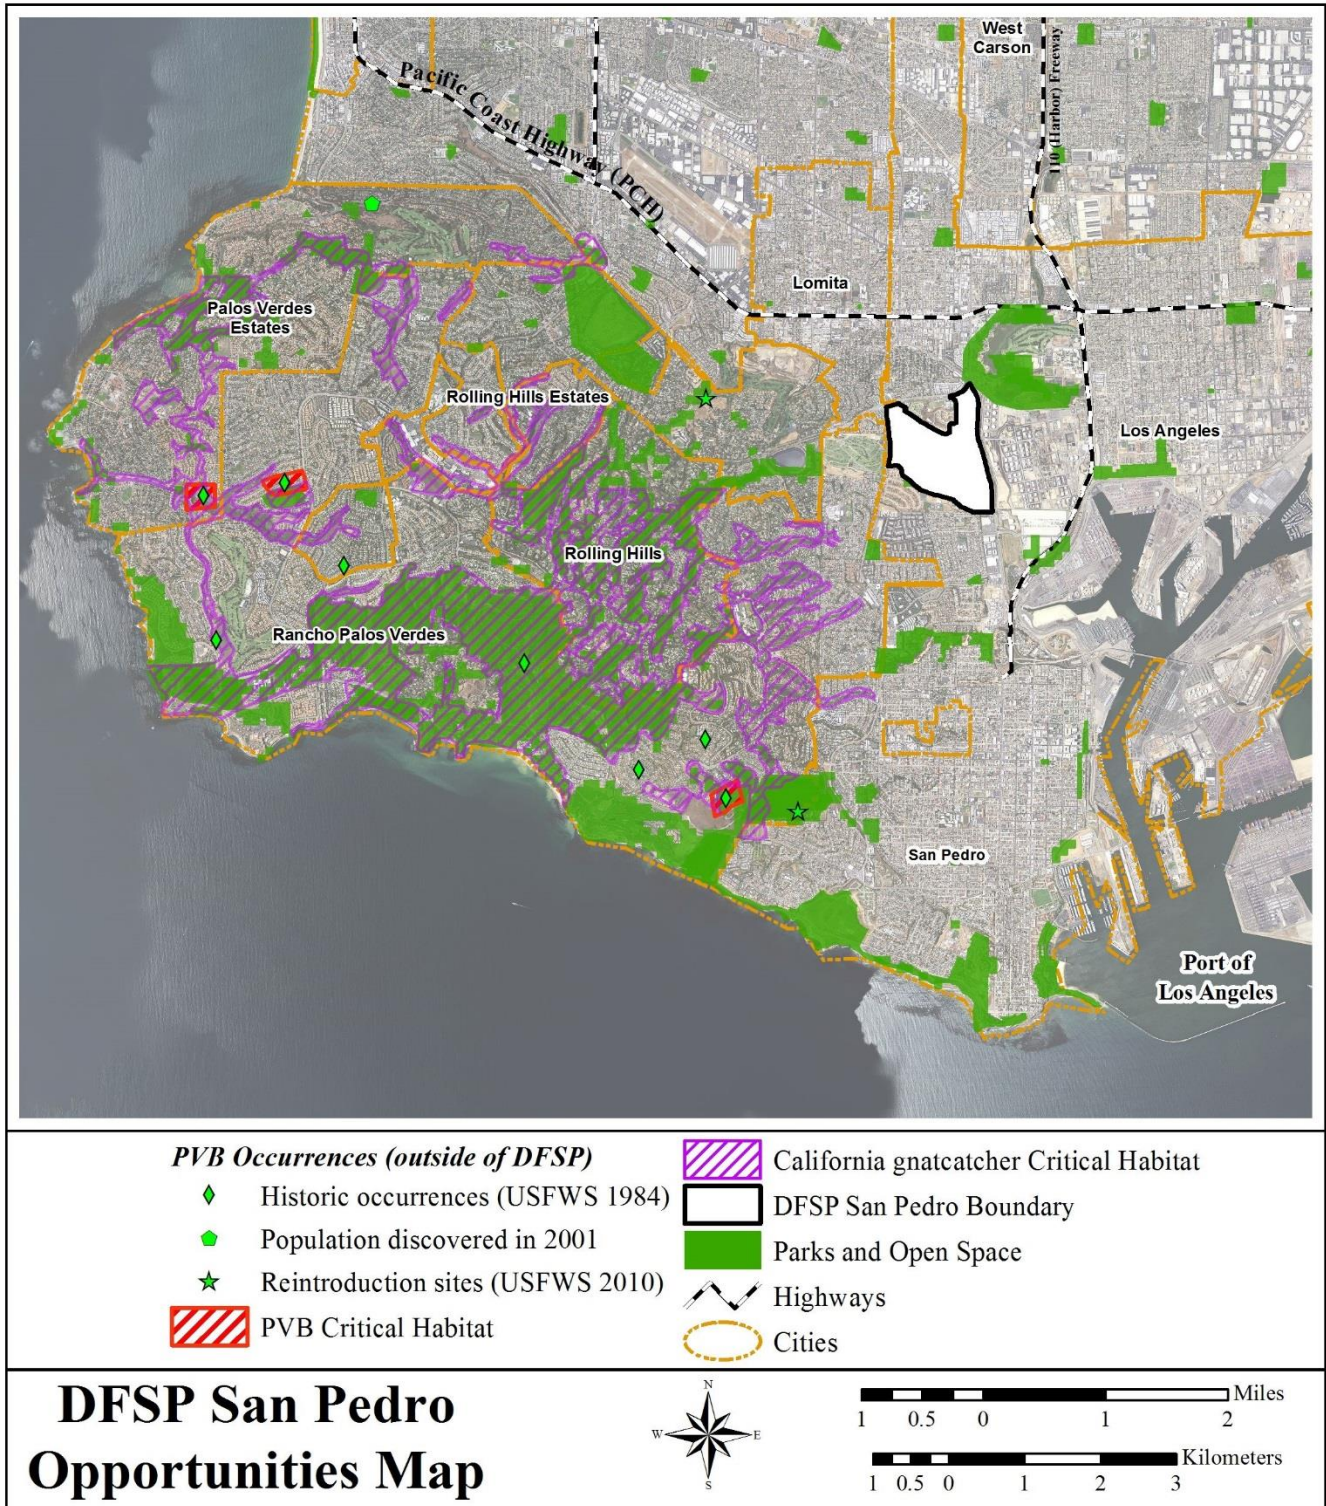 West
Carson
110 (Harbor) Freeway
Pacific Coast Highway (PCH)
Lomita
Palos Verdes
Estates
Rolling Hills Estates
Los Angeles
Rolling Hills
Rancho Palos Verdes
San Pedro
Port of
Los Angeles
PVB Occurrences (outside of DFSP)
Historic occurrences (USFWS 1984)
Population discovered in 2001
Reintroduction sites (USFWS 2010)
PVB Critical Habitat
California gnatcatcher Critical Habitat
DFSP San Pedro Boundary
Parks and Open Space
Highways
Cities
DFSP San Pedro
Opportunities Map
N
W E
S
Miles
1 0.5 0 1 2
Kilometers
1 0.5 0 1 2 3